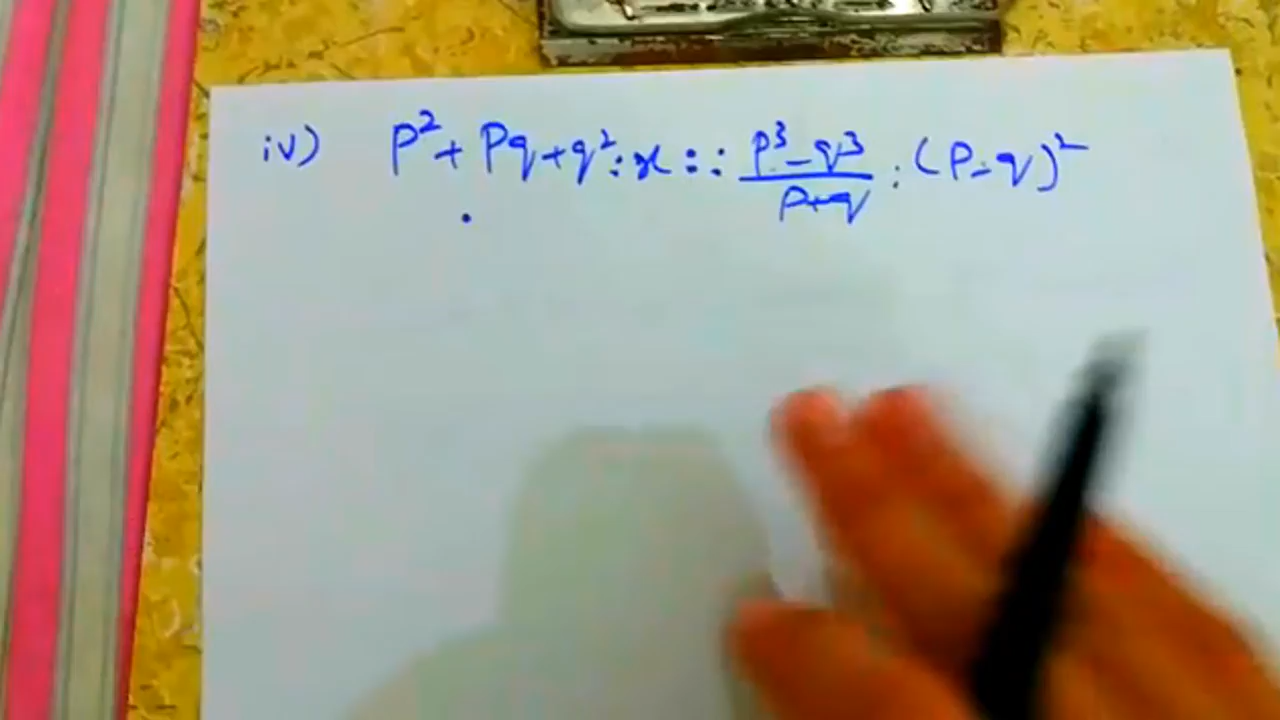 iv) p² + pq + q² : x :: (p³ - q³)/(p+q) : (p-q)²